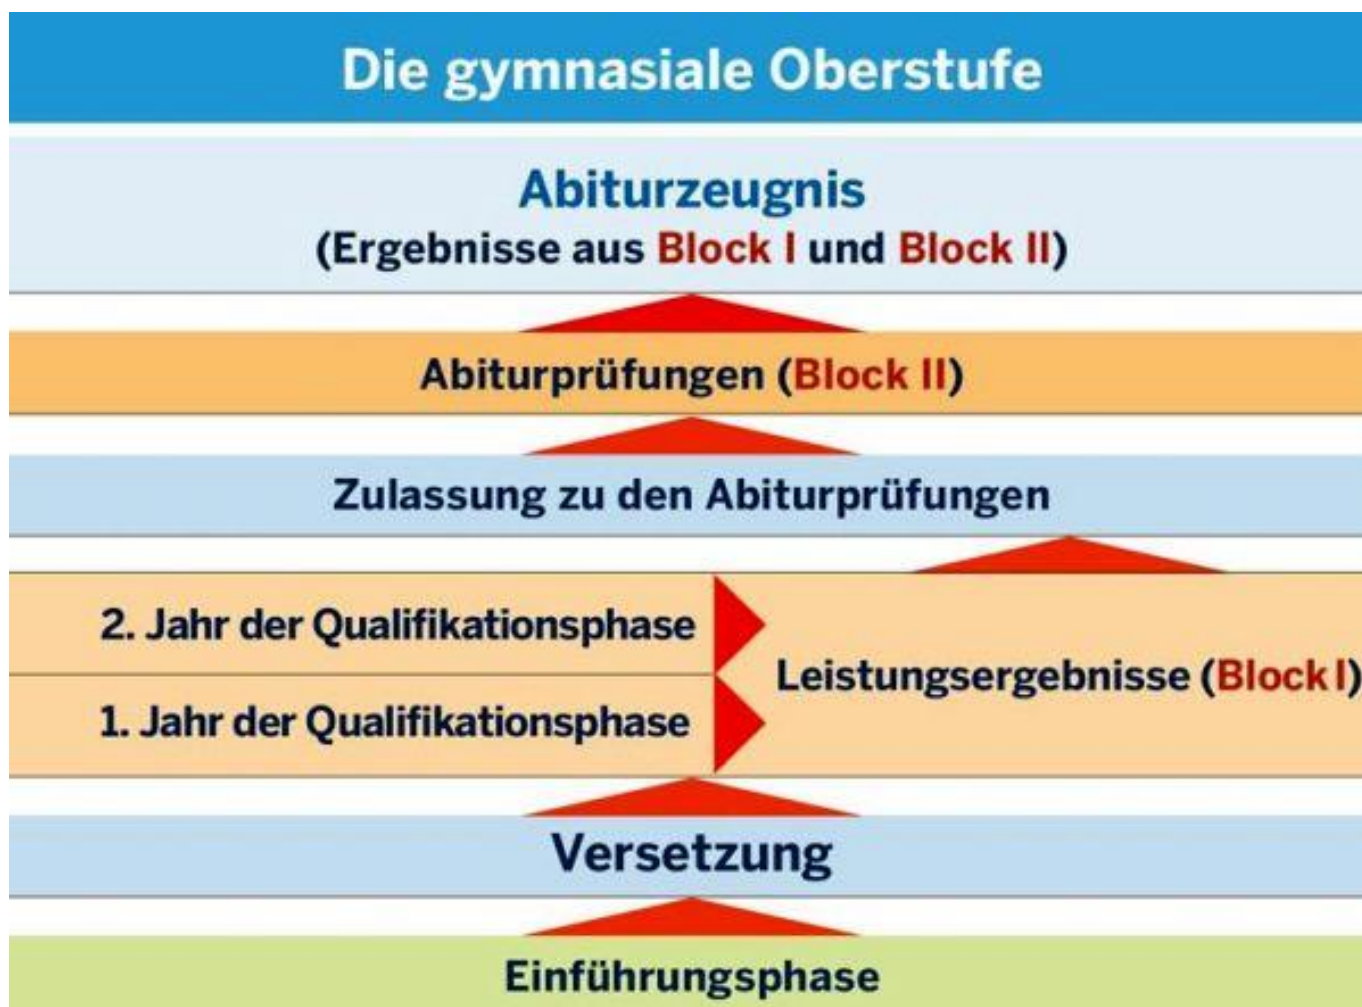 Die gymnasiale Oberstufe
Abiturzeugnis
(Ergebnisse aus Block I und Block II)
Abiturprüfungen (Block II)
Zulassung zu den Abiturprüfungen
2. Jahr der Qualifikationsphase
Leistungsergebnisse (Block I)
1. Jahr der Qualifikationsphase
Versetzung
Einführungsphase